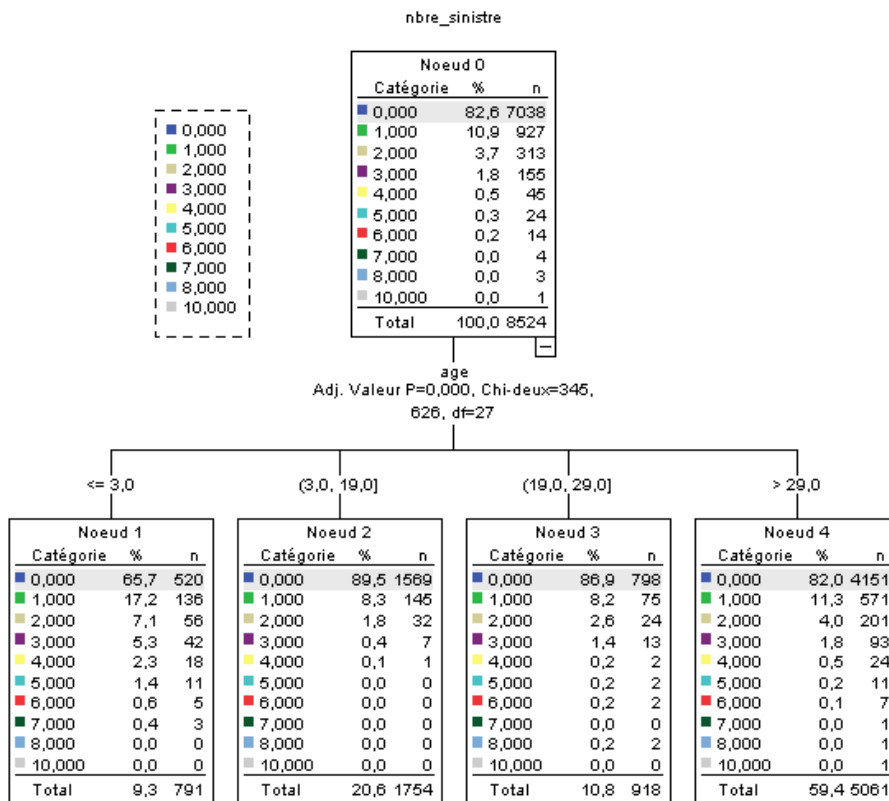 nbre_sinistre
Noeud 0
Catégorie % n
0,000 82,6 7038
1,000 10,9 927
2,000 3,7 313
3,000 1,8 155
4,000 0,5 45
5,000 0,3 24
6,000 0,2 14
7,000 0,0 4
8,000 0,0 3
10,000 0,0 1
Total 100,0 8524
0,000
1,000
2,000
3,000
4,000
5,000
6,000
7,000
8,000
10,000
age
Adj. Valeur P=0,000, Chi-deux=345,
626, df=27
<= 3,0
(3,0, 19,0]
(19,0, 29,0]
> 29,0
Noeud 1
Catégorie % n
0,000 65,7 520
1,000 17,2 136
2,000 7,1 56
3,000 5,3 42
4,000 2,3 18
5,000 1,4 11
6,000 0,6 5
7,000 0,4 3
8,000 0,0 0
10,000 0,0 0
Total 9,3 791
Noeud 2
Catégorie % n
0,000 89,5 1569
1,000 8,3 145
2,000 1,8 32
3,000 0,4 7
4,000 0,1 1
5,000 0,0 0
6,000 0,0 0
7,000 0,0 0
8,000 0,0 0
10,000 0,0 0
Total 20,6 1754
Noeud 3
Catégorie % n
0,000 86,9 798
1,000 8,2 75
2,000 2,6 24
3,000 1,4 13
4,000 0,2 2
5,000 0,2 2
6,000 0,2 2
7,000 0,0 0
8,000 0,2 2
10,000 0,0 0
Total 10,8 918
Noeud 4
Catégorie % n
0,000 82,0 4151
1,000 11,3 571
2,000 4,0 201
3,000 1,8 93
4,000 0,5 24
5,000 0,2 11
6,000 0,1 7
7,000 0,0 1
8,000 0,0 1
10,000 0,0 1
Total 59,4 5061